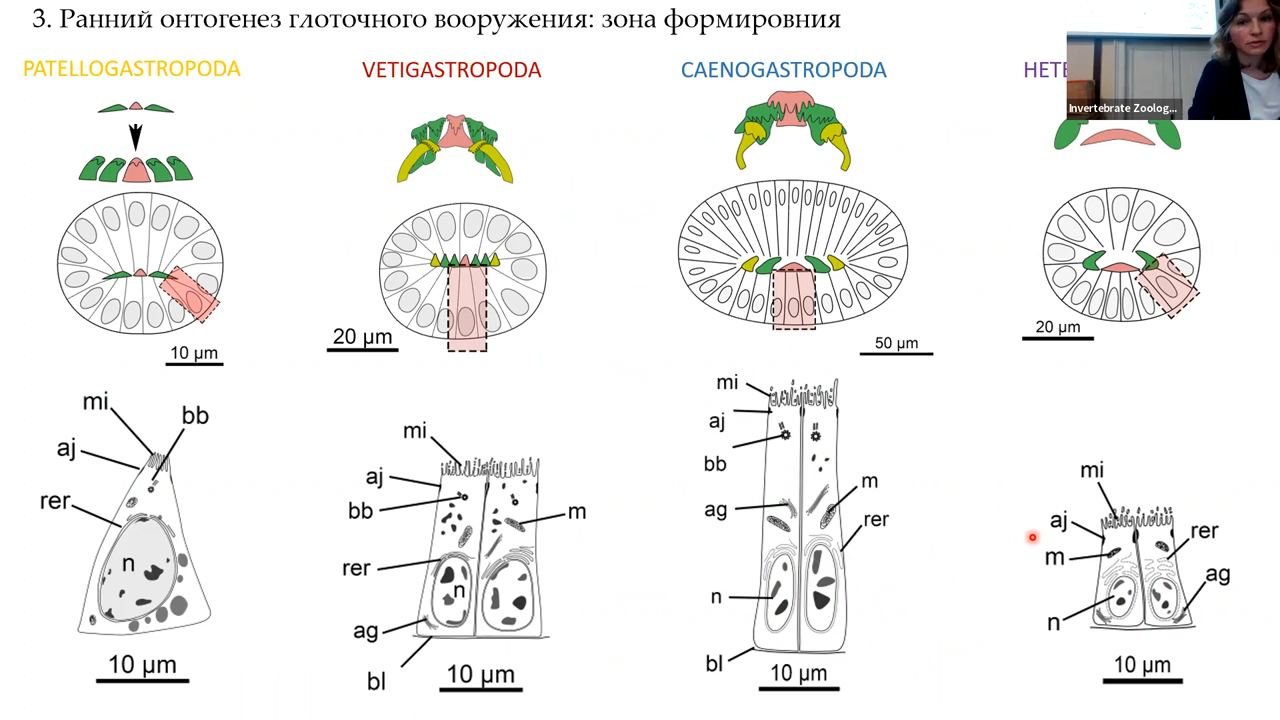 3. Ранний онтогенез глоточного вооружения: зона формировния
PATELLOGASTROPODA
VETIGASTROPODA
CAENOGASTROPODA
HETE
Invertebrate Zoolog...
10 µm
20 µm
50 µm
20 µm
mi
bb
aj
rer
n
10 µm
mi
aj
bb
m
rer
n
ag
bl
10 µm
mi
aj
bb
ag
m
rer
n
bl
10 µm
mi
aj
rer
m
ag
n
10 µm